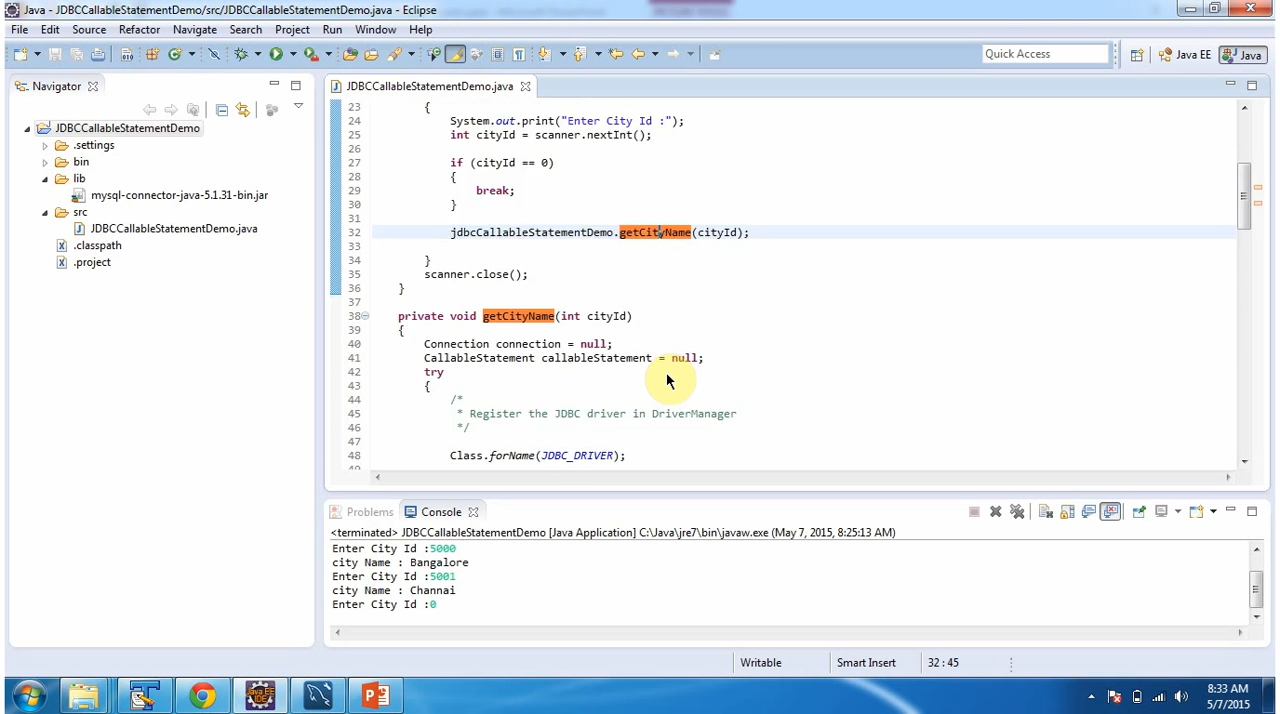 Java - JDBCCallableStatementDemo/src/JDBCCallableStatementDemo.java - Eclipse
File Edit Source Refactor Navigate Search Project Run Window Help
Quick Access
Java EE
Java
Navigator
JDBCCallableStatementDemo
.settings
bin
lib
mysql-connector-java-5.1.31-bin.jar
src
JDBCCallableStatementDemo.java
.classpath
.project
JDBCCallableStatementDemo.java
23 {
24 System.out.print("Enter City Id :");
25 int cityId = scanner.nextInt();
26
27 if (cityId == 0)
28 {
29 break;
30 }
31
32 jdbcCallableStatementDemo.getCityName(cityId);
33
34 }
35 scanner.close();
36 }
37
38 private void getCityName(int cityId)
39 {
40 Connection connection = null;
41 CallableStatement callableStatement = null;
42 try
43 {
44 /*
45 * Register the JDBC driver in DriverManager
46 */
47
48 Class.forName(JDBC_DRIVER);
Problems Console
<terminated> JDBCCallableStatementDemo [Java Application] C:\Java\jre7\bin\javaw.exe (May 7, 2015, 8:25:13 AM)
Enter City Id :5000
city Name : Bangalore
Enter City Id :5001
city Name : Channai
Enter City Id :0
Writable Smart Insert 32 : 45
8:33 AM
5/7/2015